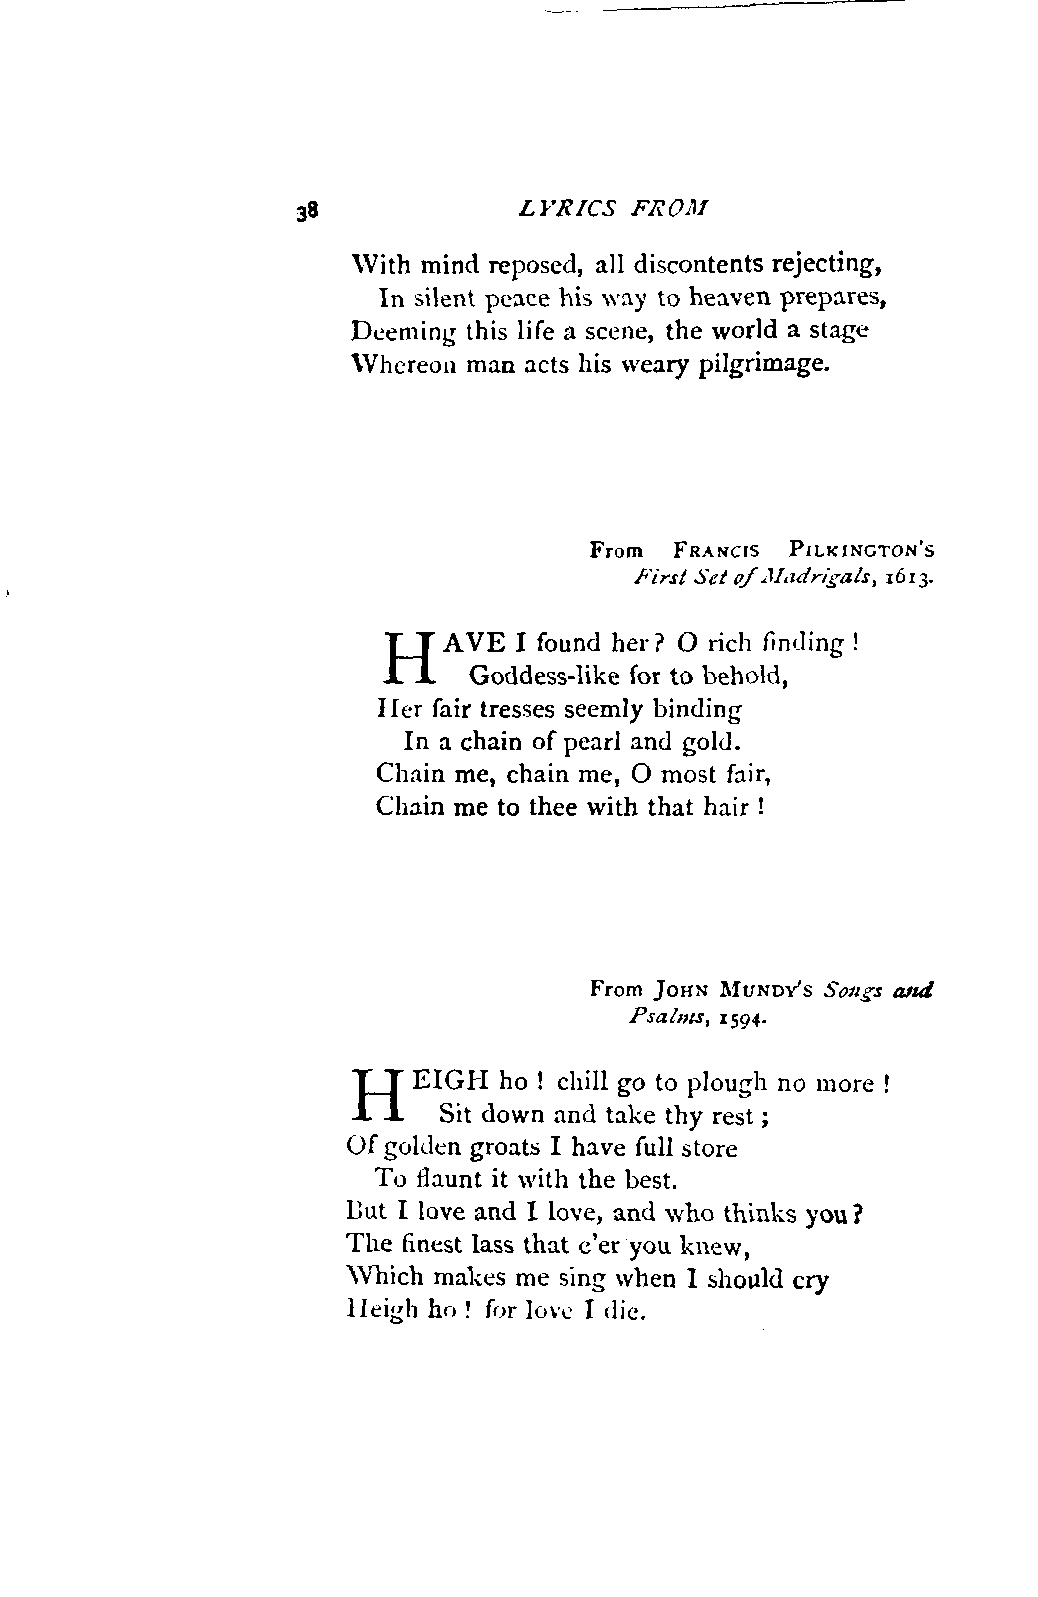 38 LYRICS FROM
With mind reposed, all discontents rejecting,
In silent peace his way to heaven prepares,
Deeming this life a scene, the world a stage
Whereon man acts his weary pilgrimage.
From FRANCIS PILKINGTON'S
First Set of Madrigals, 1613.
HAVE I found her? O rich finding!
Goddess-like for to behold,
Her fair tresses seemly binding
In a chain of pearl and gold.
Chain me, chain me, O most fair,
Chain me to thee with that hair!
From JOHN MUNDY'S Songs and
Psalms, 1594.
HEIGH ho! chill go to plough no more!
Sit down and take thy rest;
Of golden groats I have full store
To flaunt it with the best.
But I love and I love, and who thinks you?
The finest lass that e'er you knew,
Which makes me sing when I should cry
Heigh ho! for love I die.